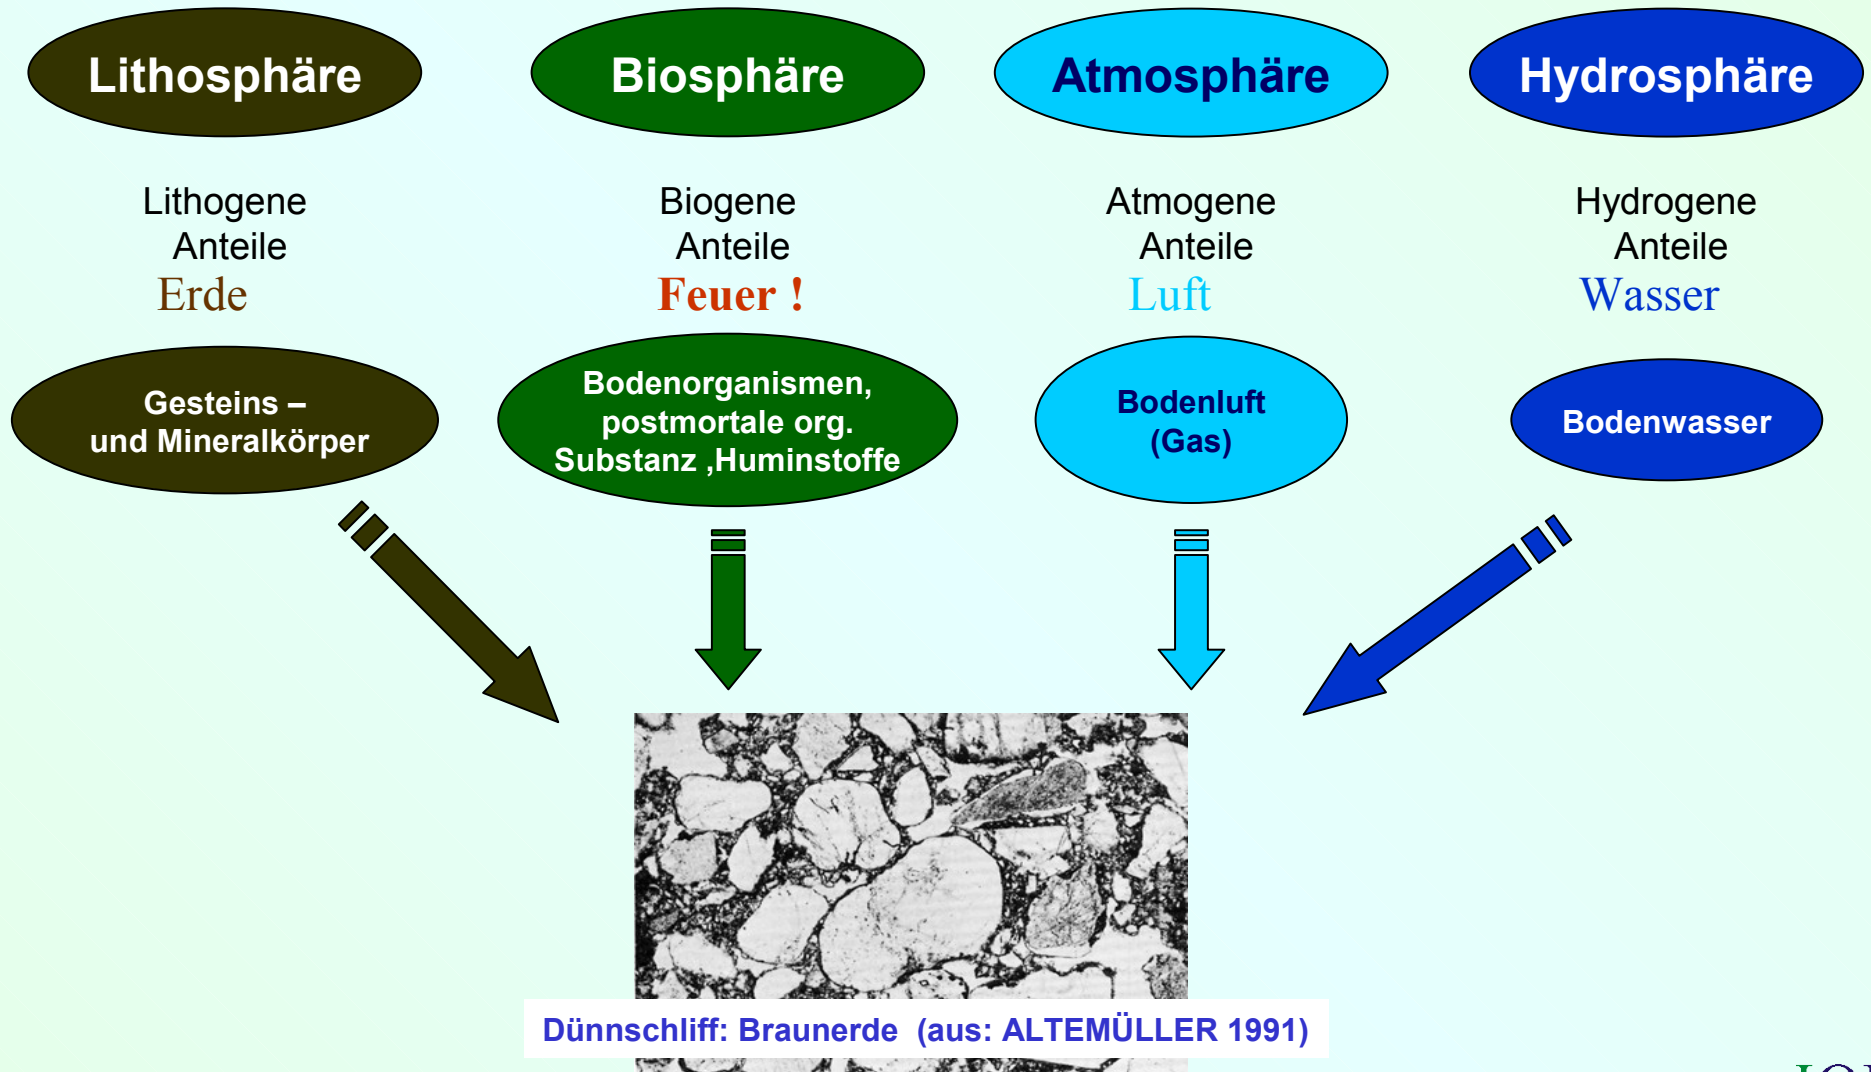 Lithosphäre
Biosphäre
Atmosphäre
Hydrosphäre
Lithogene
Anteile
Erde
Biogene
Anteile
Feuer !
Atmogene
Anteile
Luft
Hydrogene
Anteile
Wasser
Gesteins –
und Mineralkörper
Bodenorganismen,
postmortale org.
Substanz ,Huminstoffe
Bodenluft
(Gas)
Bodenwasser
Dünnschliff: Braunerde (aus: ALTEMÜLLER 1991)